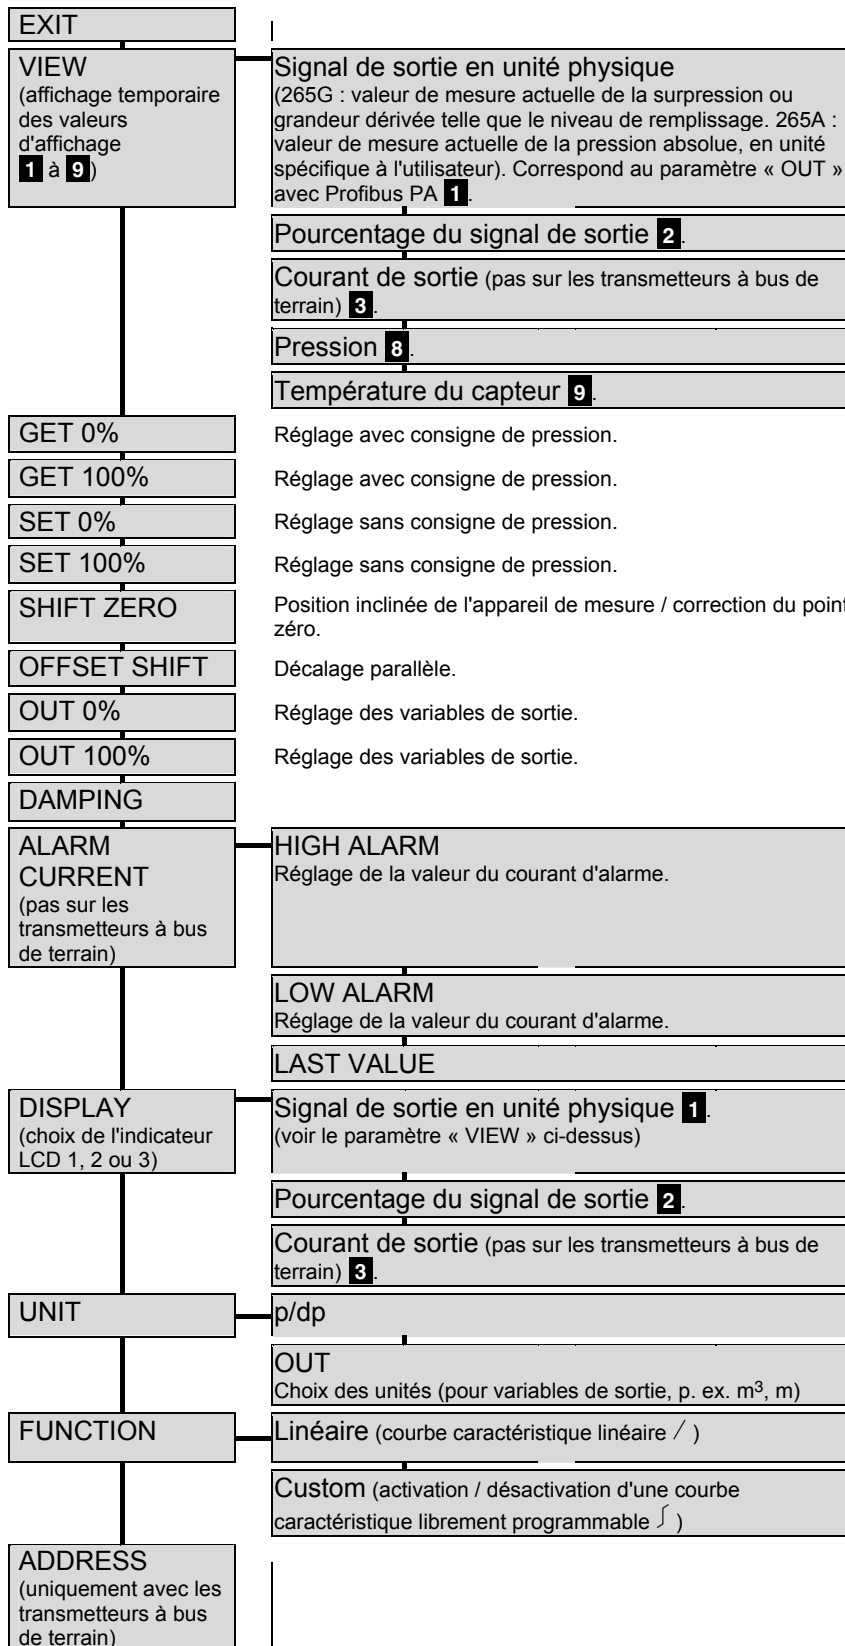 EXIT
VIEW
(affichage temporaire
des valeurs
d'affichage
1 à 9)
Signal de sortie en unité physique
(265G : valeur de mesure actuelle de la surpression ou
grandeur dérivée telle que le niveau de remplissage. 265A :
valeur de mesure actuelle de la pression absolue, en unité
spécifique à l'utilisateur). Correspond au paramètre « OUT »
avec Profibus PA 1.
Pourcentage du signal de sortie 2.
Courant de sortie (pas sur les transmetteurs à bus de
terrain) 3.
Pression 8.
Température du capteur 9.
GET 0%
Réglage avec consigne de pression.
GET 100%
Réglage avec consigne de pression.
SET 0%
Réglage sans consigne de pression.
SET 100%
Réglage sans consigne de pression.
SHIFT ZERO
Position inclinée de l'appareil de mesure / correction du point
zéro.
OFFSET SHIFT
Décalage parallèle.
OUT 0%
Réglage des variables de sortie.
OUT 100%
Réglage des variables de sortie.
DAMPING
ALARM
CURRENT
(pas sur les
transmetteurs à bus
de terrain)
HIGH ALARM
Réglage de la valeur du courant d'alarme.
LOW ALARM
Réglage de la valeur du courant d'alarme.
LAST VALUE
DISPLAY
(choix de l'indicateur
LCD 1, 2 ou 3)
Signal de sortie en unité physique 1.
(voir le paramètre « VIEW » ci-dessus)
Pourcentage du signal de sortie 2.
Courant de sortie (pas sur les transmetteurs à bus de
terrain) 3.
UNIT
p/dp
OUT
Choix des unités (pour variables de sortie, p. ex. m³, m)
FUNCTION
Linéaire (courbe caractéristique linéaire / )
Custom (activation / désactivation d'une courbe
caractéristique librement programmable ∫ )
ADDRESS
(uniquement avec les
transmetteurs à bus
de terrain)